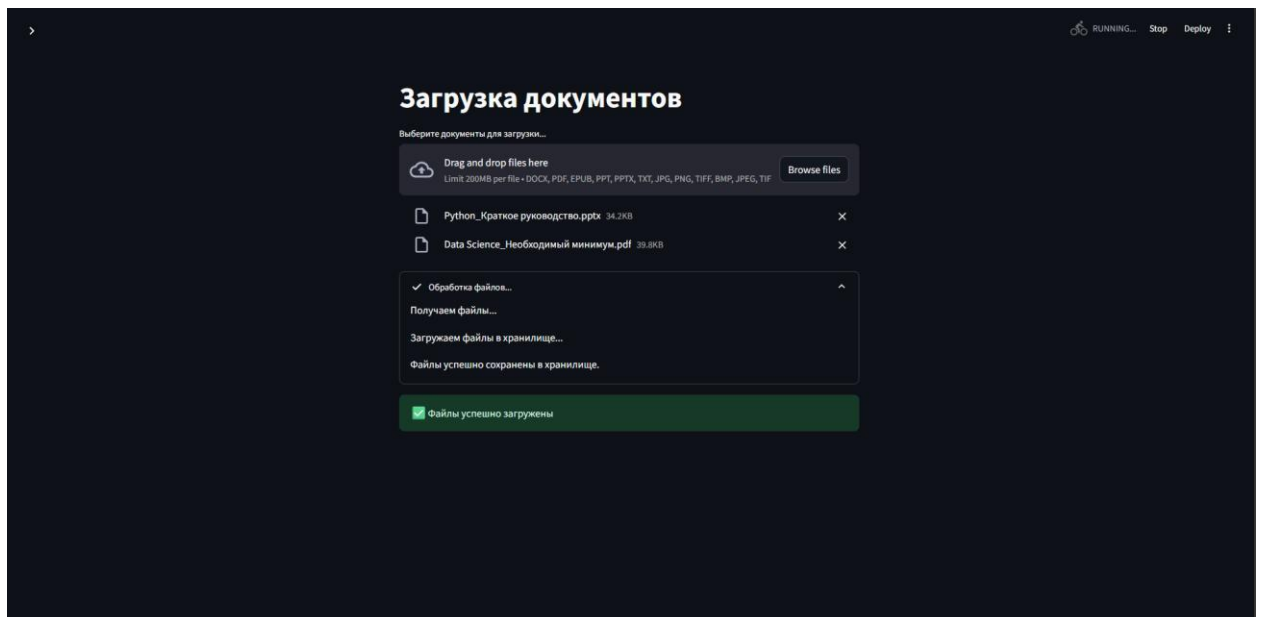 RUNNING... Stop Deploy
Загрузка документов
Выберите документы для загрузки...
Drag and drop files here
Limit 200MB per file • DOCX, PDF, EPUB, PPT, PPTX, TXT, JPG, PNG, TIFF, BMP, JPEG, TIF
Browse files
Python_Краткое руководство.pptx 34.2KB
Data Science_Необходимый минимум.pdf 39.8KB
Обработка файлов...
Получаем файлы...
Загружаем файлы в хранилище...
Файлы успешно сохранены в хранилище.
Файлы успешно загружены